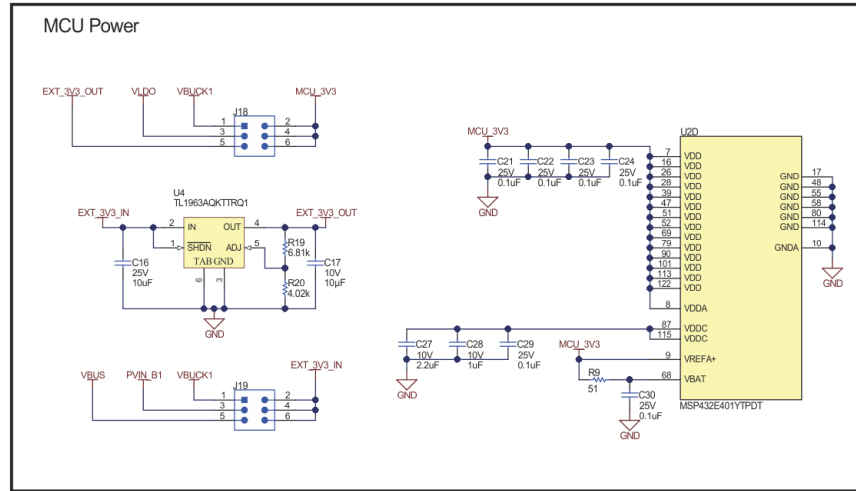 MCU Power
EXT_3V3_OUT VLDO VBUCK1 MCU_3V3
J18
1 2
3 4
5 6
U4
TL1963AQKTTRQ1
EXT_3V3_IN EXT_3V3_OUT
2 IN OUT 4
1 SHDN ADJ 5
TAB GND
6 3
C16
25V
10uF
R19
6.81k
R20
4.02k
C17
10V
10µF
GND
VBUS PVIN_B1 VBUCK1 EXT_3V3_IN
J19
1 2
3 4
5 6
MCU_3V3
C21
25V
0.1uF
C22
25V
0.1uF
C23
25V
0.1uF
C24
25V
0.1uF
GND
U2D
7 VDD
16 VDD
26 VDD
28 VDD
39 VDD
47 VDD
51 VDD
52 VDD
69 VDD
79 VDD
90 VDD
101 VDD
113 VDD
122 VDD
8 VDDA
87 VDDC
115 VDDC
9 VREFA+
68 VBAT
GND 17
GND 48
GND 55
GND 58
GND 80
GND 114
GNDA 10
GND
MSP432E401YTPDT
C27
10V
2.2uF
C28
10V
1uF
C29
25V
0.1uF
GND
MCU_3V3
R9
51
C30
25V
0.1uF
GND